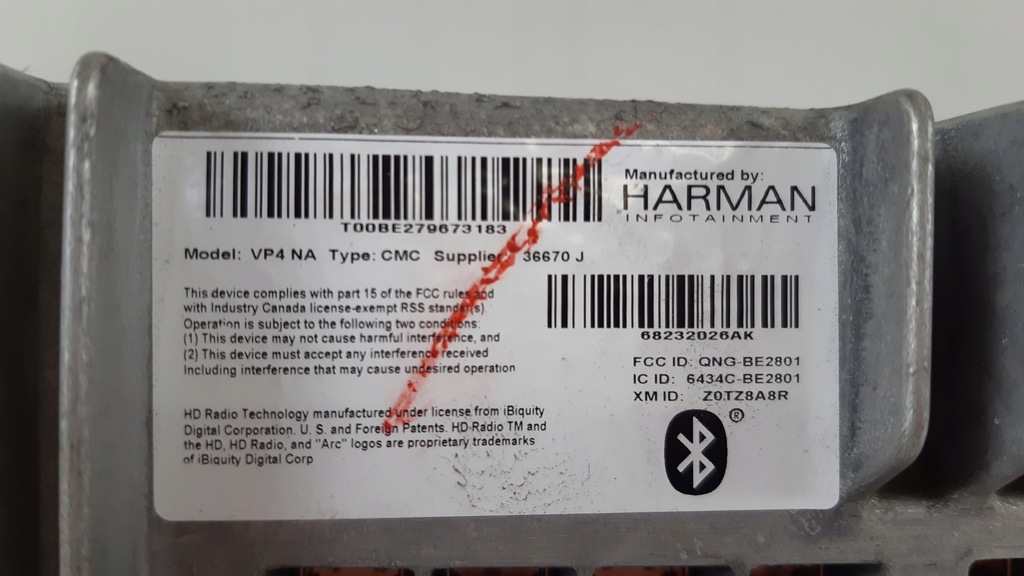 T00BE279673183
Manufactured by:
HARMAN
INFOTAINMENT
Model: VP4 NA Type: CMC Supplier 36670 J
This device complies with part 15 of the FCC rules and
with Industry Canada license-exempt RSS standar(s).
Operation is subject to the following two conditions:
(1) This device may not cause harmful interference, and
(2) This device must accept any interference received
Including interference that may cause undesired operation
68232026AK
FCC ID: QNG-BE2801
IC ID: 6434C-BE2801
XM ID: Z0TZ8A8R
HD Radio Technology manufactured under license from iBiquity
Digital Corporation. U. S. and Foreign Patents. HD-Radio TM and
the HD, HD Radio, and "Arc" logos are proprietary trademarks
of iBiquity Digital Corp
®